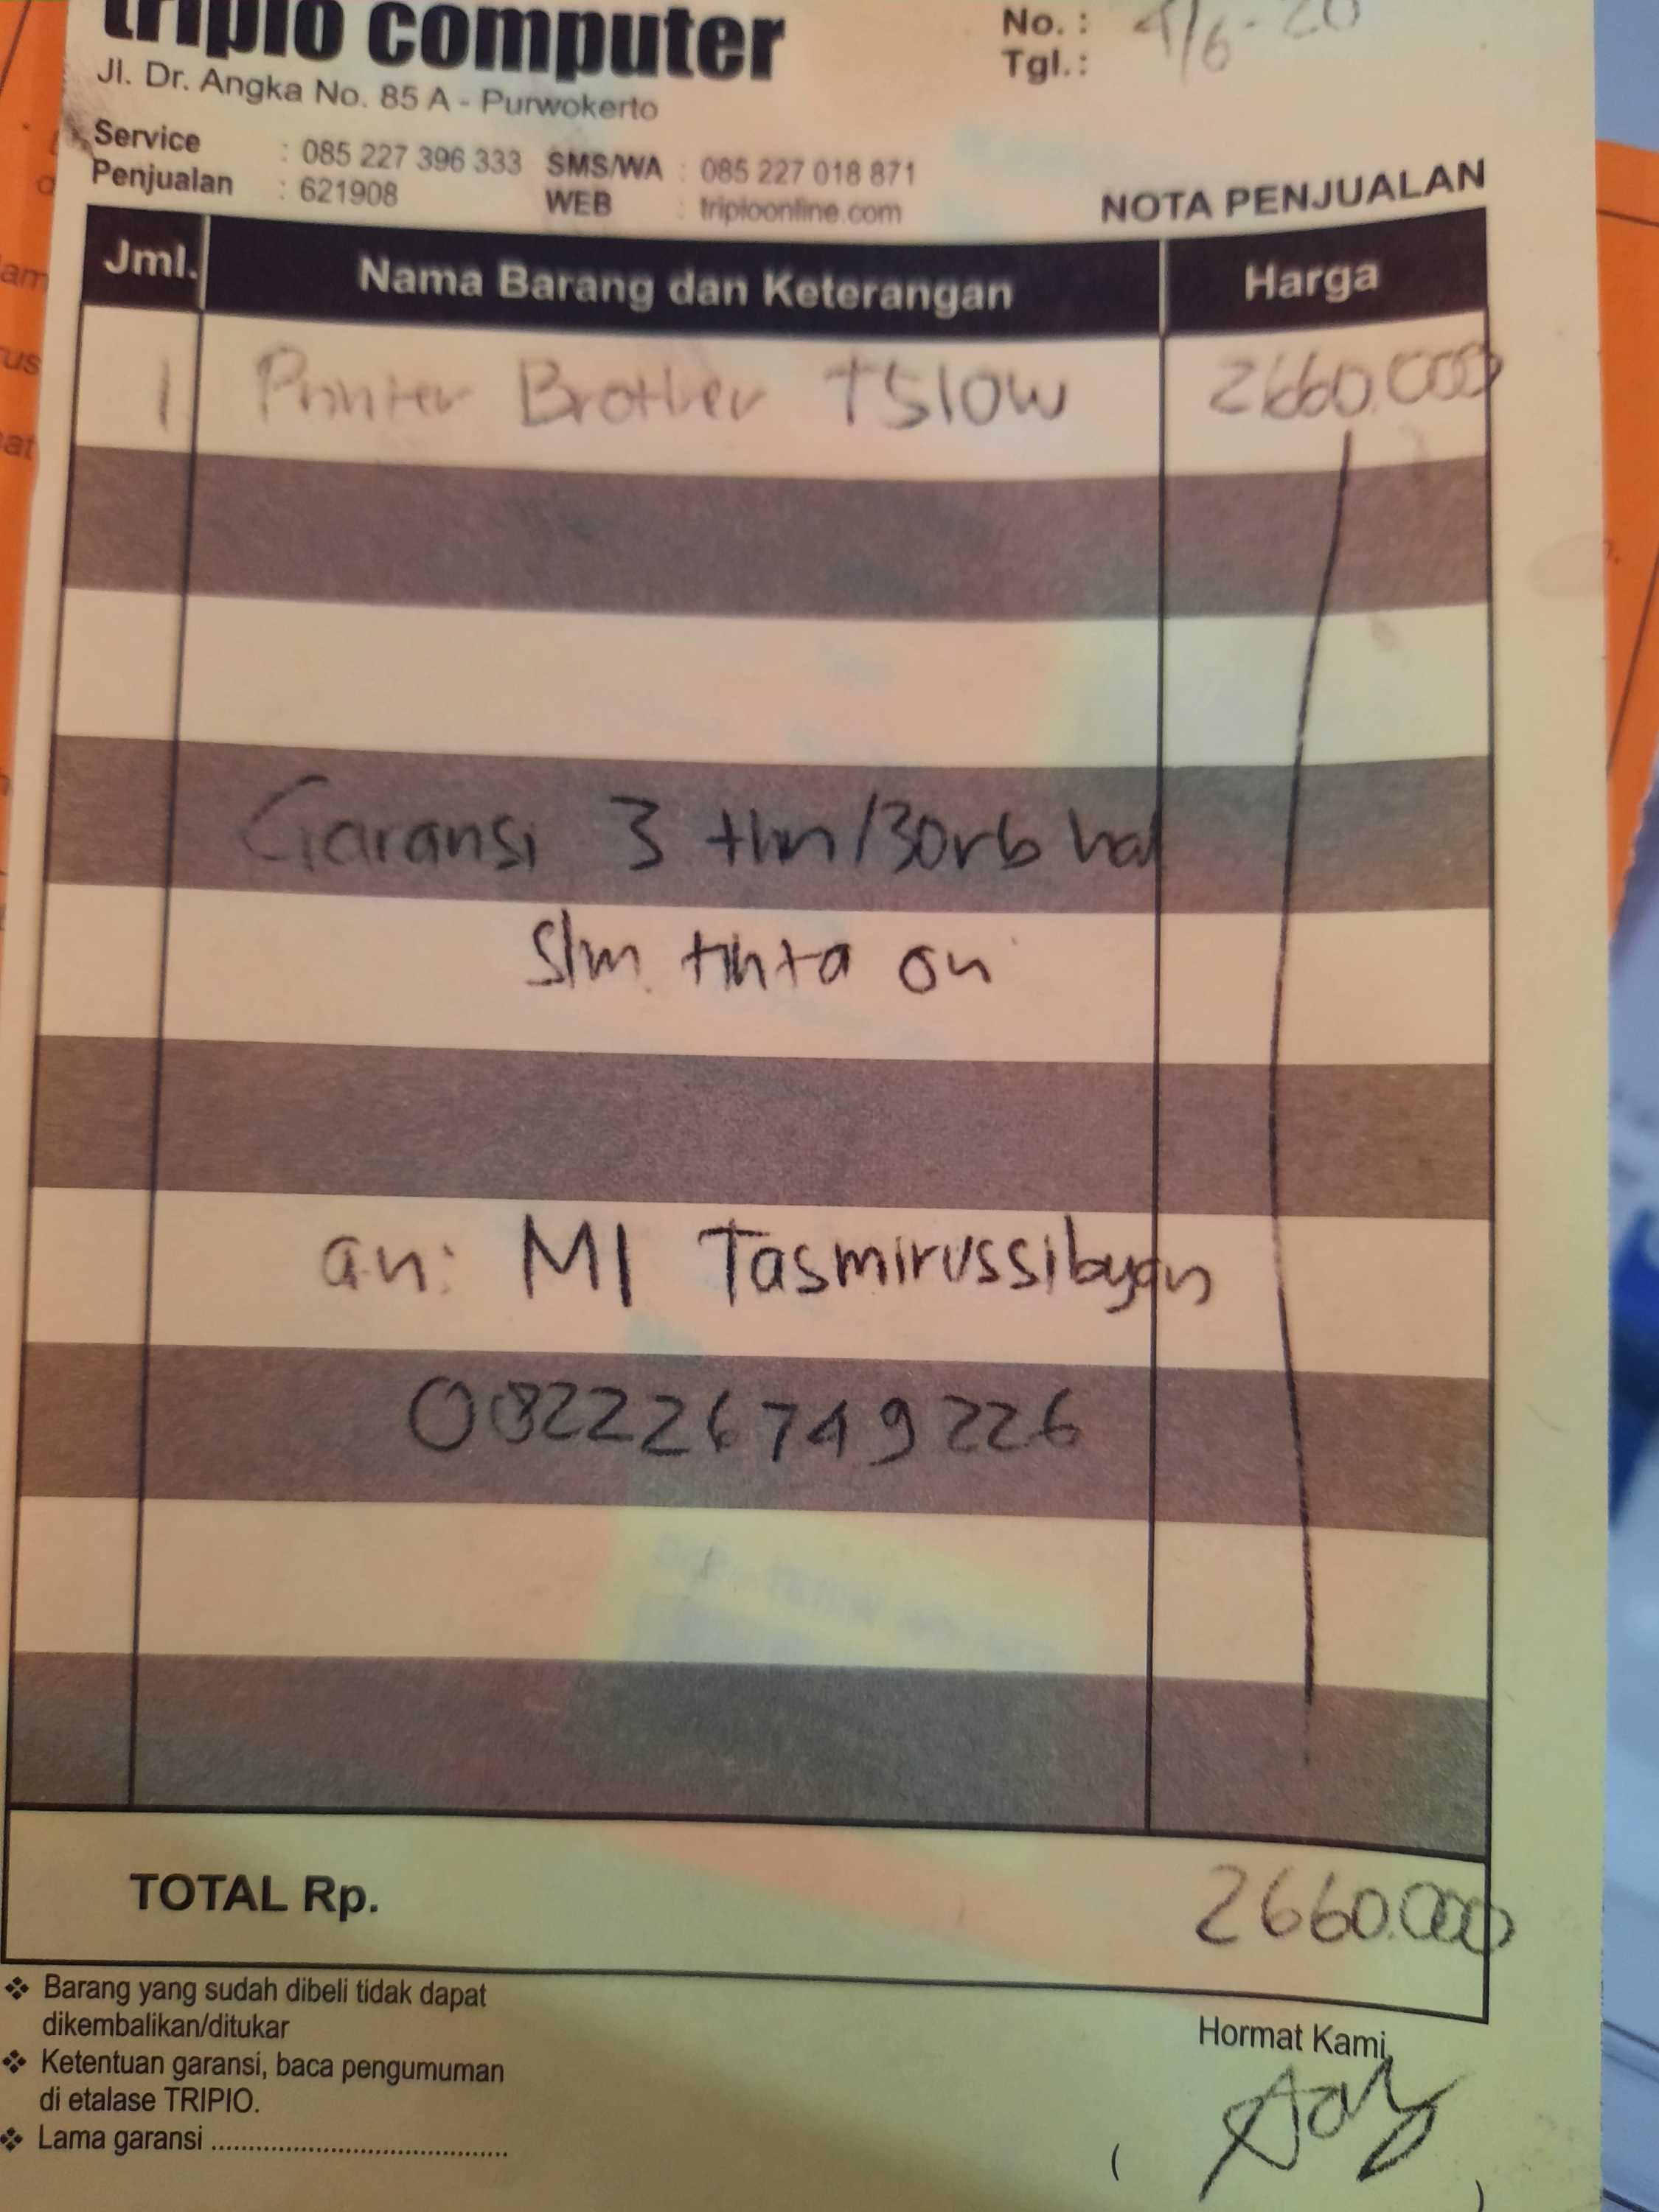 tripio computer
No. :
4/6-20
Tgl.:
Jl. Dr. Angka No. 85 A - Purwokerto
Service : 085 227 396 333 SMS/WA : 085 227 018 871
Penjualan : 621908 WEB : tripioonline.com
NOTA PENJUALAN
Jml. Nama Barang dan Keterangan Harga
1 Printer Brother T510W 2660.000
Garansi 3 thn/30rb hal
slm tinta ori
an: MI Tasmirussibyan
082226749226
TOTAL Rp. 2660.000
❖ Barang yang sudah dibeli tidak dapat
dikembalikan/ditukar
❖ Ketentuan garansi, baca pengumuman
di etalase TRIPIO.
❖ Lama garansi ........................................
Hormat Kami,